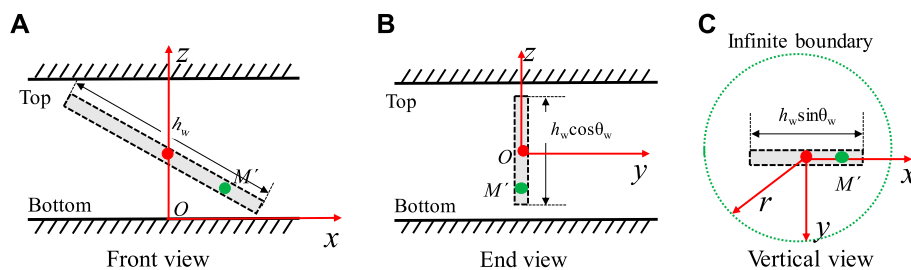 A
z
Top
h_w
M′
Bottom
O
x
Front view
B
z
Top
h_wcosθ_w
O
y
M′
Bottom
End view
C
Infinite boundary
h_wsinθ_w
x
M′
r
y
Vertical view